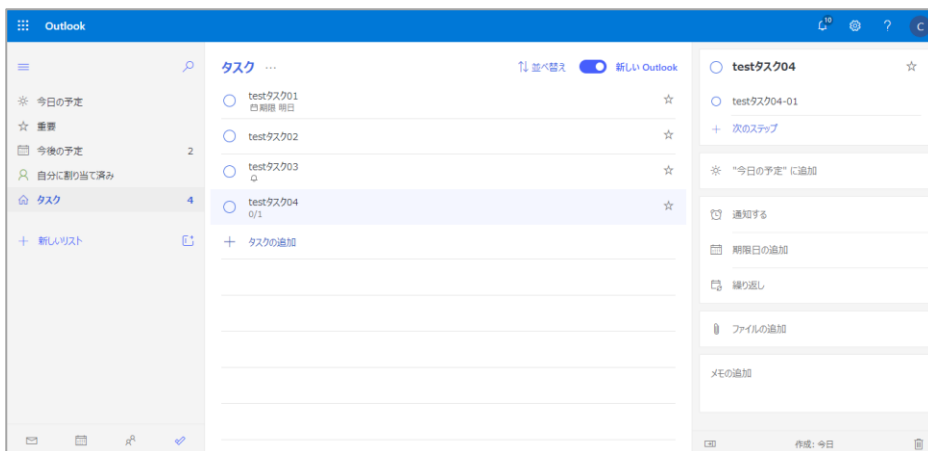 Outlook
10
?
C
タスク ...
並べ替え
新しい Outlook
今日の予定
重要
今後の予定 2
自分に割り当て済み
タスク 4
新しいリスト
testタスク01
期限 明日
testタスク02
testタスク03
testタスク04
0/1
タスクの追加
testタスク04
testタスク04-01
次のステップ
"今日の予定" に追加
通知する
期限日の追加
繰り返し
ファイルの追加
メモの追加
作成: 今日